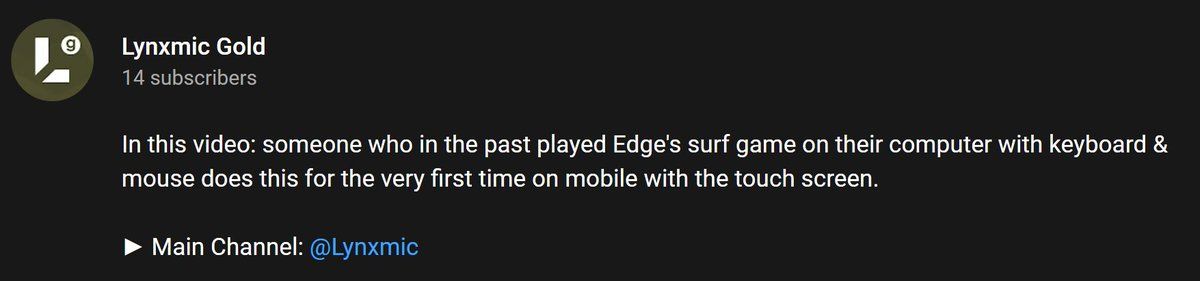 g
Lynxmic Gold
14 subscribers
In this video: someone who in the past played Edge's surf game on their computer with keyboard &
mouse does this for the very first time on mobile with the touch screen.
► Main Channel: @Lynxmic